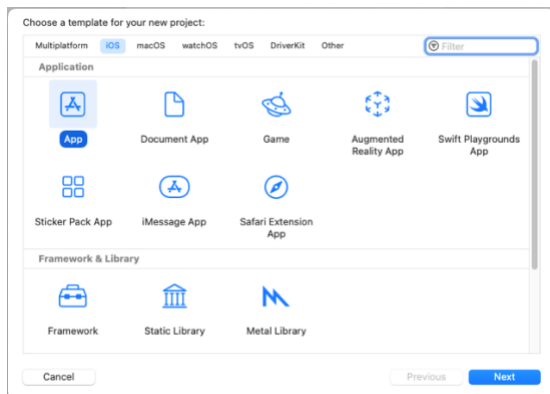 Choose a template for your new project:
Multiplatform iOS macOS watchOS tvOS DriverKit Other Filter
Application
App Document App Game Augmented Reality App Swift Playgrounds App
Sticker Pack App iMessage App Safari Extension App
Framework & Library
Framework Static Library Metal Library
Cancel Previous Next